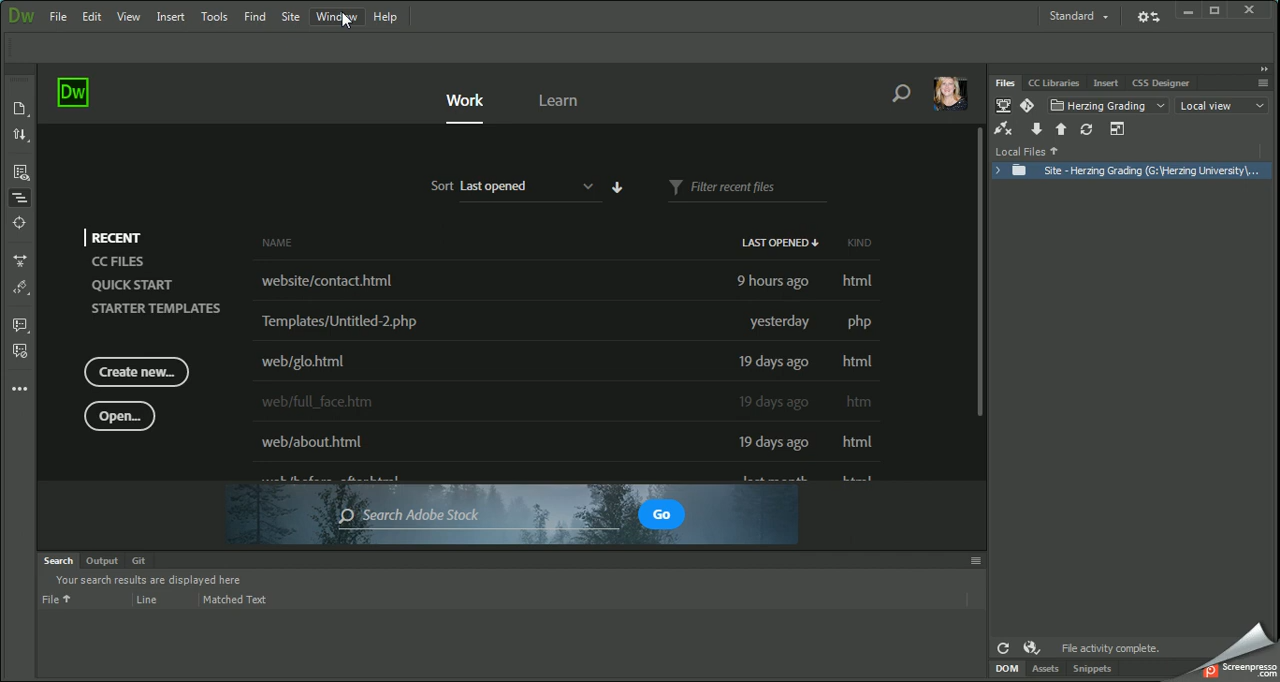 Dw File Edit View Insert Tools Find Site Window Help Standard
Dw Work Learn
Files CC Libraries Insert CSS Designer
Herzing Grading Local view
Local Files
Site - Herzing Grading (G:\Herzing University\...
Sort Last opened Filter recent files
RECENT
CC FILES
QUICK START
STARTER TEMPLATES
Create new...
Open...
NAME LAST OPENED KIND
website/contact.html 9 hours ago html
Templates/Untitled-2.php yesterday php
web/glo.html 19 days ago html
web/full_face.htm 19 days ago htm
web/about.html 19 days ago html
Search Adobe Stock Go
Search Output Git
Your search results are displayed here
File Line Matched Text
File activity complete.
DOM Assets Snippets
Screenpresso
.com